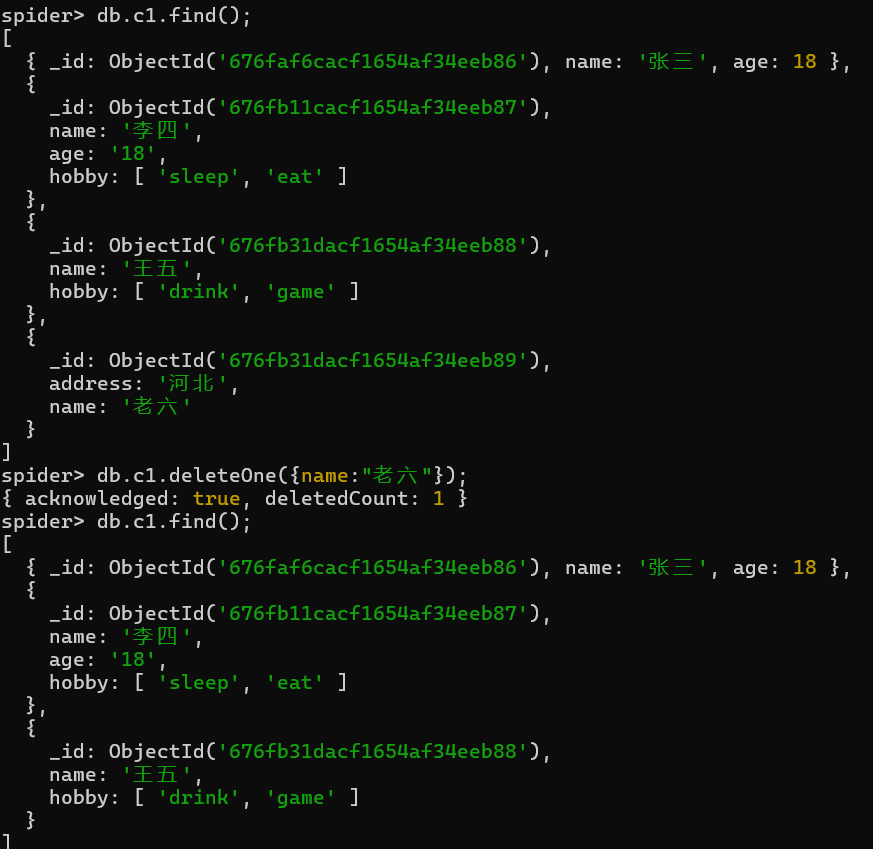 spider> db.c1.find();
[
  { _id: ObjectId('676faf6cacf1654af34eeb86'), name: '张三', age: 18 },
  {
    _id: ObjectId('676fb11cacf1654af34eeb87'),
    name: '李四',
    age: '18',
    hobby: [ 'sleep', 'eat' ]
  },
  {
    _id: ObjectId('676fb31dacf1654af34eeb88'),
    name: '王五',
    hobby: [ 'drink', 'game' ]
  },
  {
    _id: ObjectId('676fb31dacf1654af34eeb89'),
    address: '河北',
    name: '老六'
  }
]
spider> db.c1.deleteOne({name:"老六"});
{ acknowledged: true, deletedCount: 1 }
spider> db.c1.find();
[
  { _id: ObjectId('676faf6cacf1654af34eeb86'), name: '张三', age: 18 },
  {
    _id: ObjectId('676fb11cacf1654af34eeb87'),
    name: '李四',
    age: '18',
    hobby: [ 'sleep', 'eat' ]
  },
  {
    _id: ObjectId('676fb31dacf1654af34eeb88'),
    name: '王五',
    hobby: [ 'drink', 'game' ]
  }
]